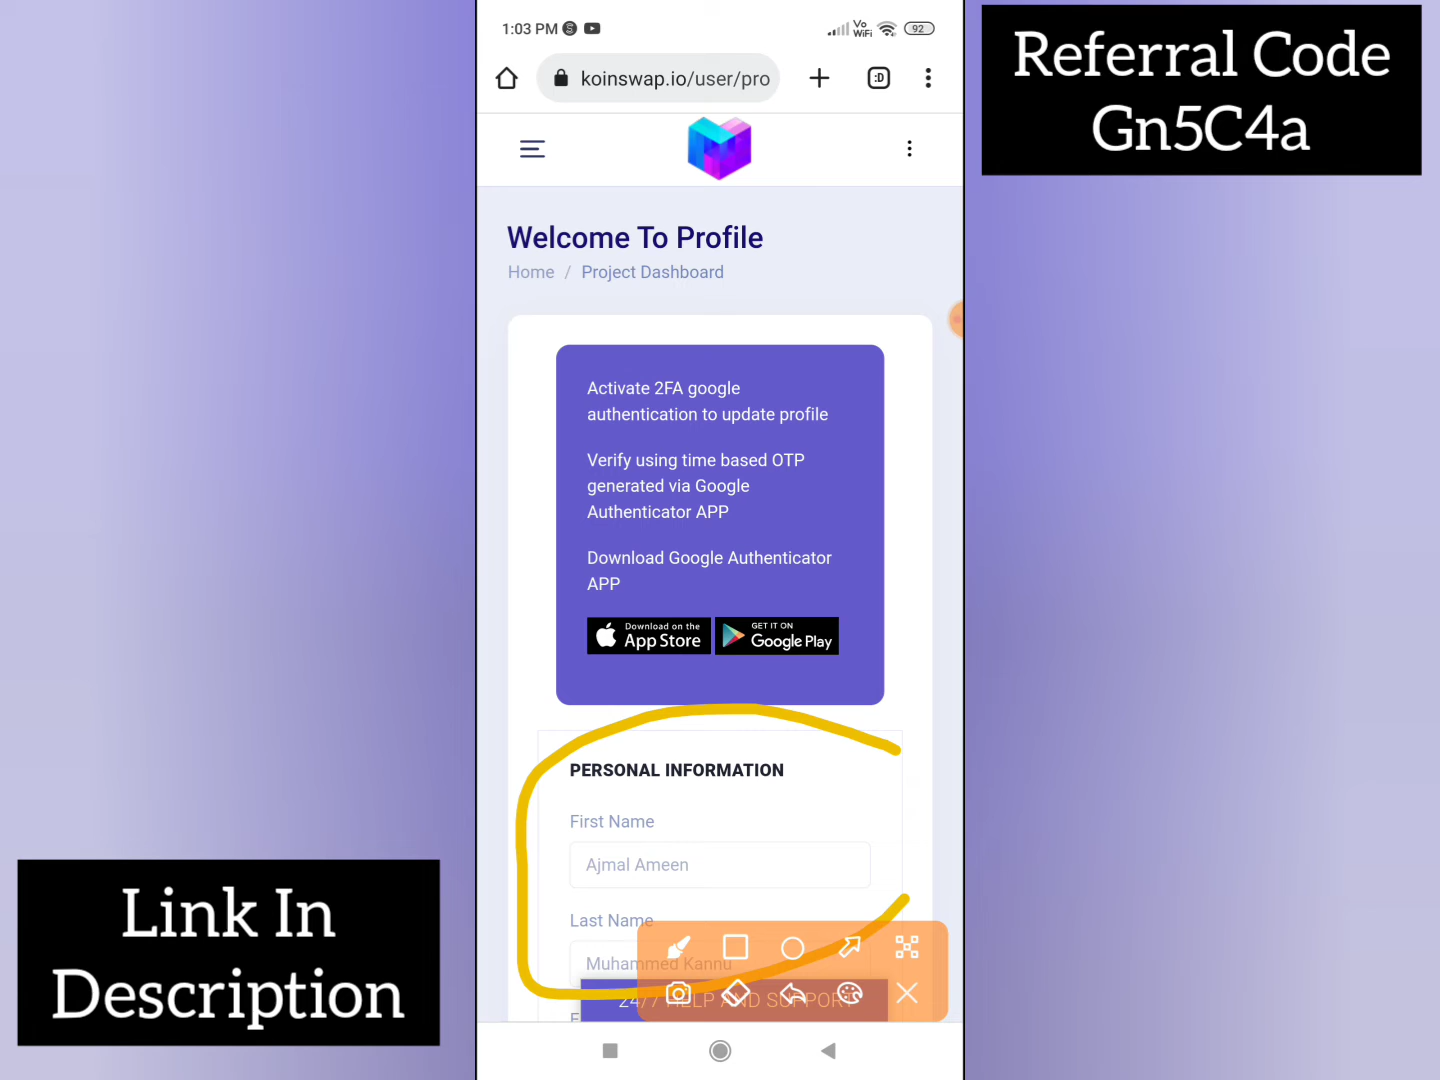 1:03 PM
Vo
WiFi
92
koinswap.io/user/pro
:D
Referral Code
Gn5C4a
Welcome To Profile
Home / Project Dashboard
Activate 2FA google
authentication to update profile
Verify using time based OTP
generated via Google
Authenticator APP
Download Google Authenticator
APP
Download on the
App Store
GET IT ON
Google Play
PERSONAL INFORMATION
First Name
Ajmal Ameen
Last Name
Muhammed Kannu
24/7 HELP AND SUPPORT
Link In
Description